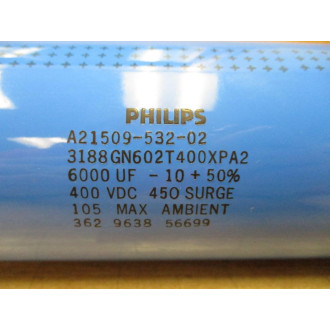 PHILIPS
A21509-532-02
3188GN602T400XPA2
6000 UF - 10 + 50%
400 VDC 450 SURGE
105 MAX AMBIENT
362 9638 56699